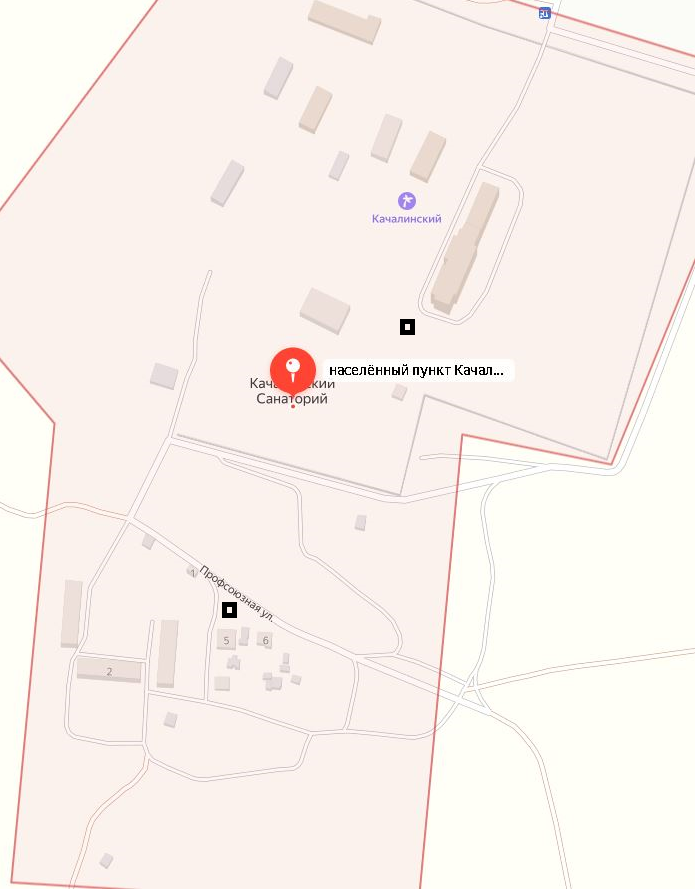 Качалинский
населённый пункт Качал...
Санаторий
Профсоюзная ул.
5
6
2